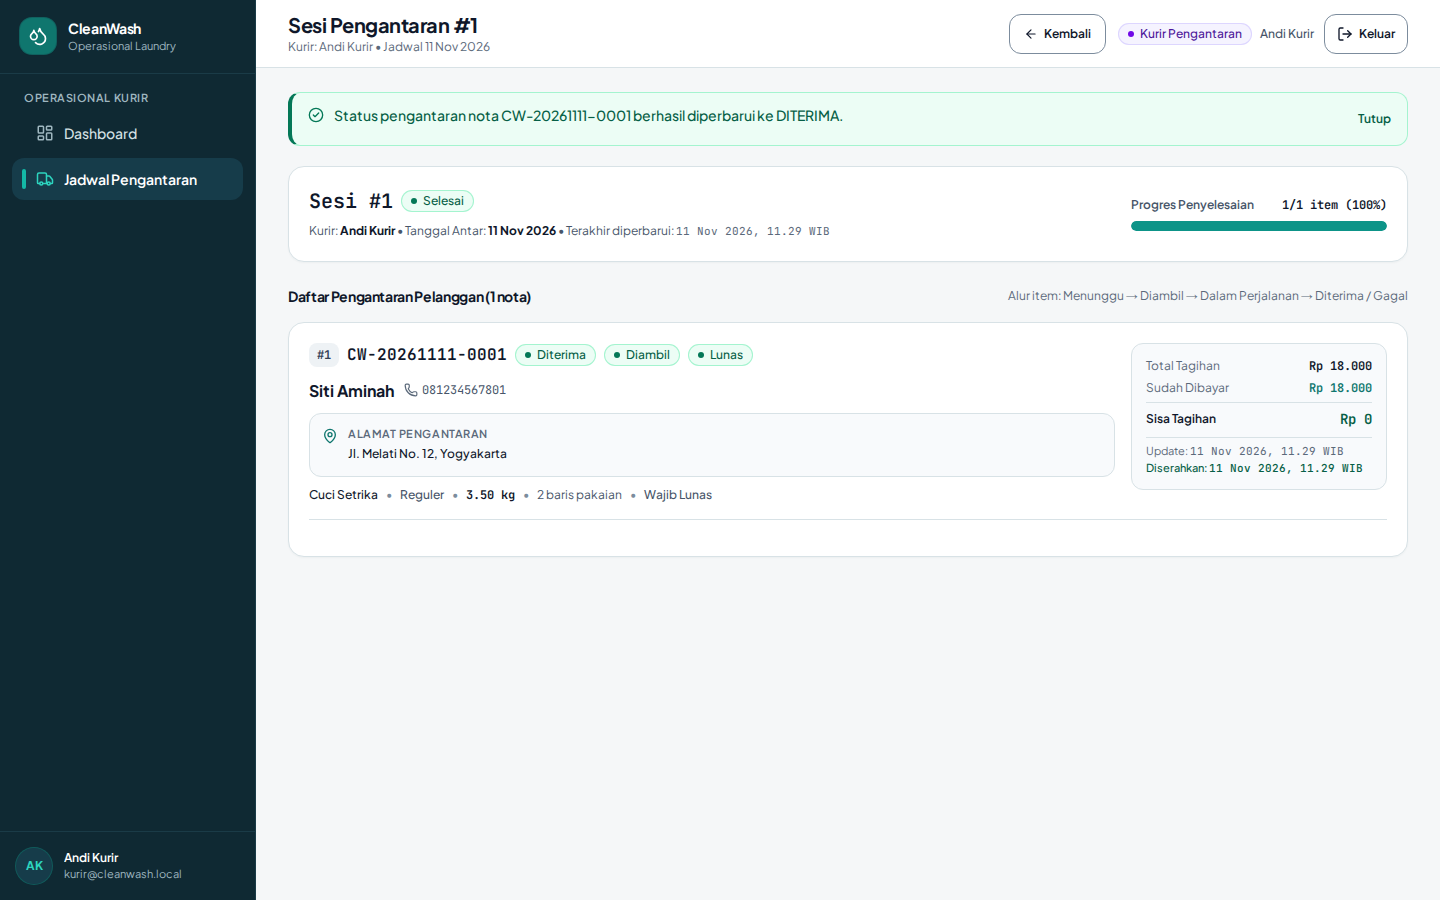 CleanWash
Operasional Laundry
OPERASIONAL KURIR
Dashboard
Jadwal Pengantaran
AK
Andi Kurir
kurir@cleanwash.local
Sesi Pengantaran #1
Kurir: Andi Kurir • Jadwal 11 Nov 2026
Kembali
Kurir Pengantaran
Andi Kurir
Keluar
Status pengantaran nota CW-20261111-0001 berhasil diperbarui ke DITERIMA.
Tutup
Sesi #1
Selesai
Kurir: Andi Kurir • Tanggal Antar: 11 Nov 2026 • Terakhir diperbarui: 11 Nov 2026, 11.29 WIB
Progres Penyelesaian 1/1 item (100%)
Daftar Pengantaran Pelanggan (1 nota)
Alur item: Menunggu → Diambil → Dalam Perjalanan → Diterima / Gagal
#1 CW-20261111-0001 Diterima Diambil Lunas
Siti Aminah 081234567801
ALAMAT PENGANTARAN
Jl. Melati No. 12, Yogyakarta
Cuci Setrika • Reguler • 3.50 kg • 2 baris pakaian • Wajib Lunas
Total Tagihan Rp 18.000
Sudah Dibayar Rp 18.000
Sisa Tagihan Rp 0
Update: 11 Nov 2026, 11.29 WIB
Diserahkan: 11 Nov 2026, 11.29 WIB